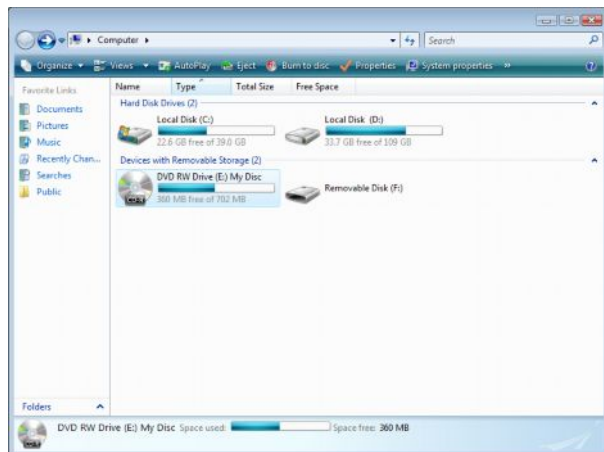 Computer
Search
Organize Views AutoPlay Eject Burn to disc Properties System properties »
Favorite Links
Documents
Pictures
Music
Recently Chan...
Searches
Public
Folders
Name Type Total Size Free Space
Hard Disk Drives (2)
Local Disk (C:)
22.6 GB free of 39.0 GB
Local Disk (D:)
33.7 GB free of 109 GB
Devices with Removable Storage (2)
DVD RW Drive (E:) My Disc
360 MB free of 702 MB
Removable Disk (F:)
DVD RW Drive (E:) My Disc Space used: Space free: 360 MB